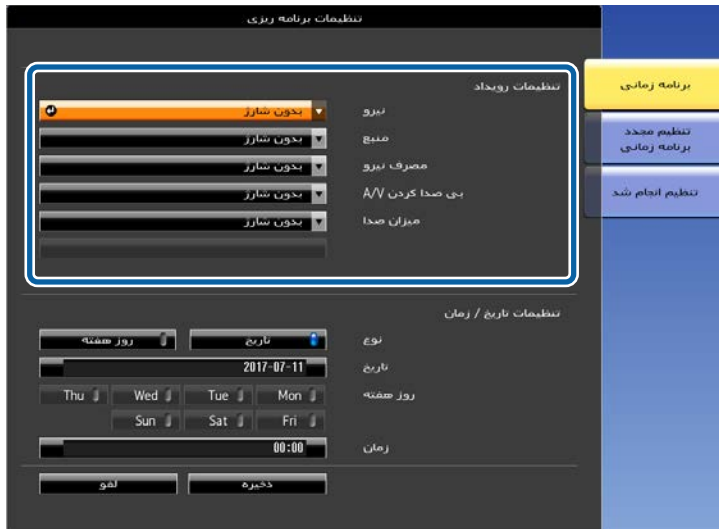 تنظیمات برنامه ریزی
برنامه زمانی
تنظیم مجدد
برنامه زمانی
تنظیم انجام شد
تنظیمات رویداد
نیرو بدون شارژ
منبع بدون شارژ
مصرف نیرو بدون شارژ
بی صدا کردن A/V بدون شارژ
میزان صدا بدون شارژ
تنظیمات تاریخ / زمان
نوع تاریخ روز هفته
تاریخ 2017-07-11
روز هفته Mon Tue Wed Thu
Fri Sat Sun
زمان 00:00
ذخیره لغو